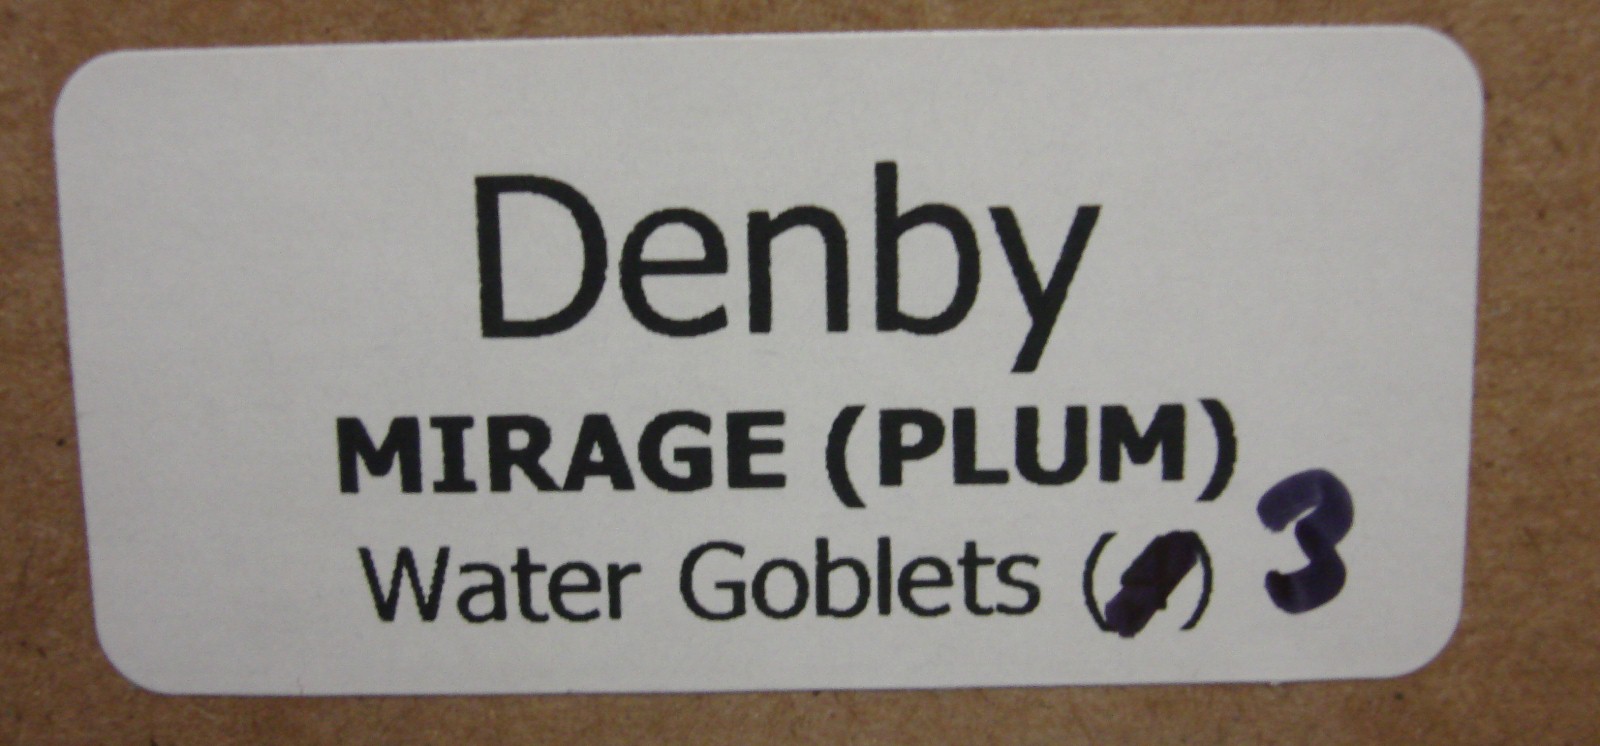 Denby
MIRAGE (PLUM)
Water Goblets () 3